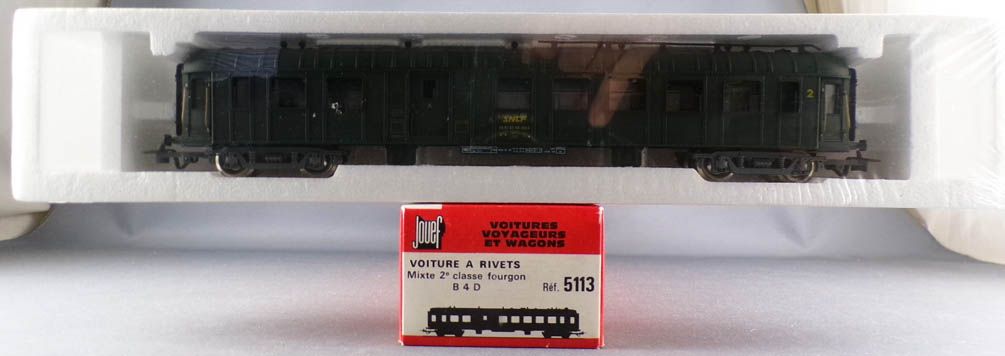 2
SNCF
Jouef
VOITURES
VOYAGEURS
ET WAGONS
VOITURE A RIVETS
Mixte 2e classe fourgon
B 4 D
Réf. 5113